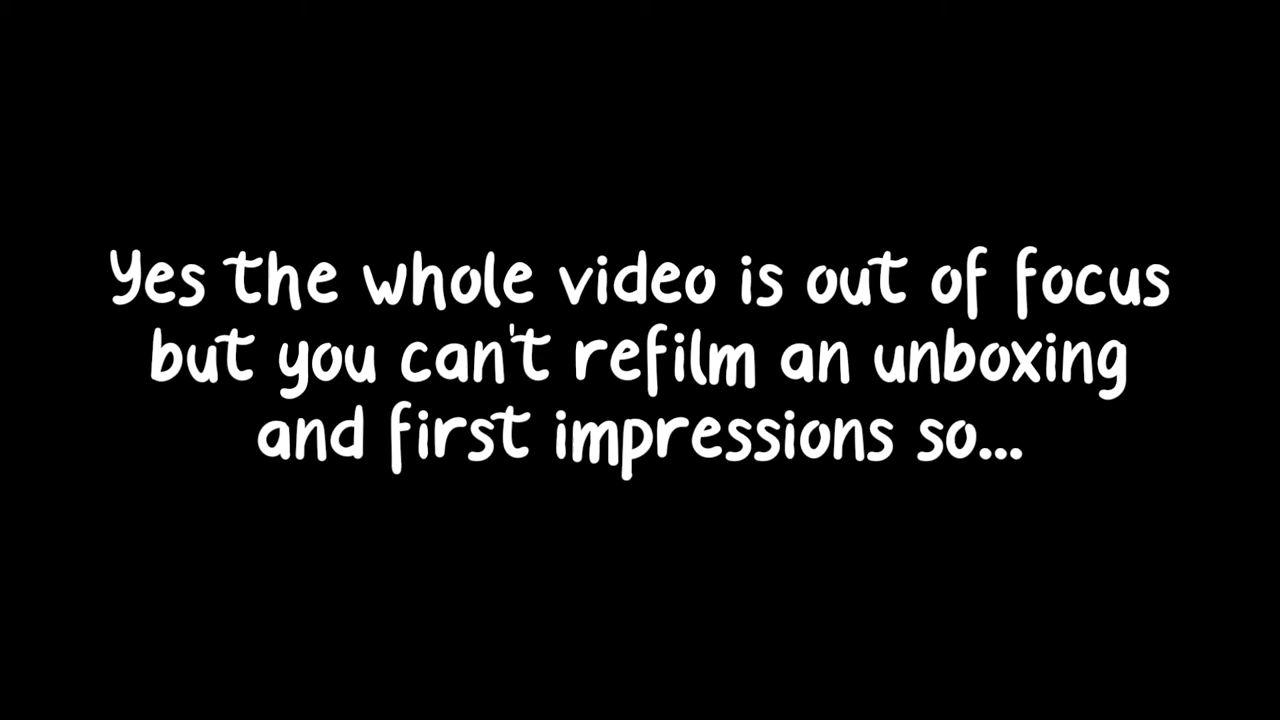 Yes the whole video is out of focus
but you can't refilm an unboxing
and first impressions so...